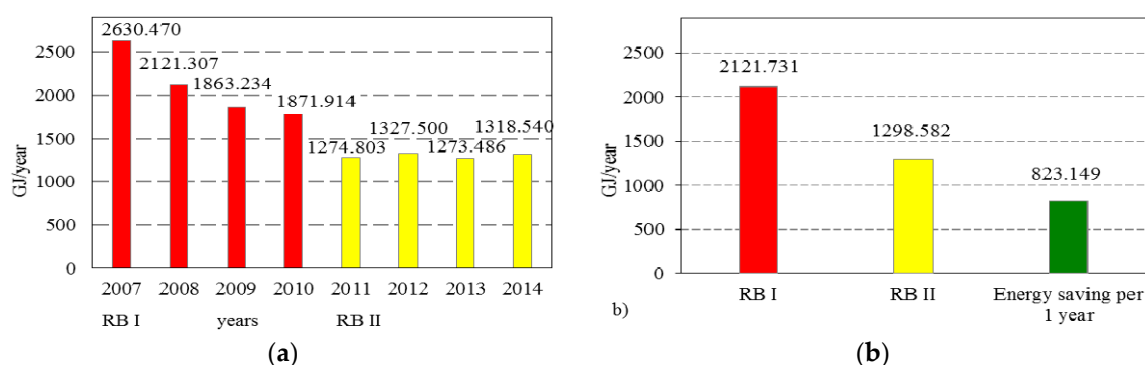 2630.470
2500
2121.307
1863.234
1871.914
2000
1327.500
1318.540
1500
1274.803
1273.486
1000
500
0
GJ/year
2007 2008 2009 2010 2011 2012 2013 2014
RB I years RB II
(a)
2500
2121.731
2000
1500
1298.582
1000
823.149
500
0
GJ/year
RB I RB II Energy saving per
1 year
b)
(b)